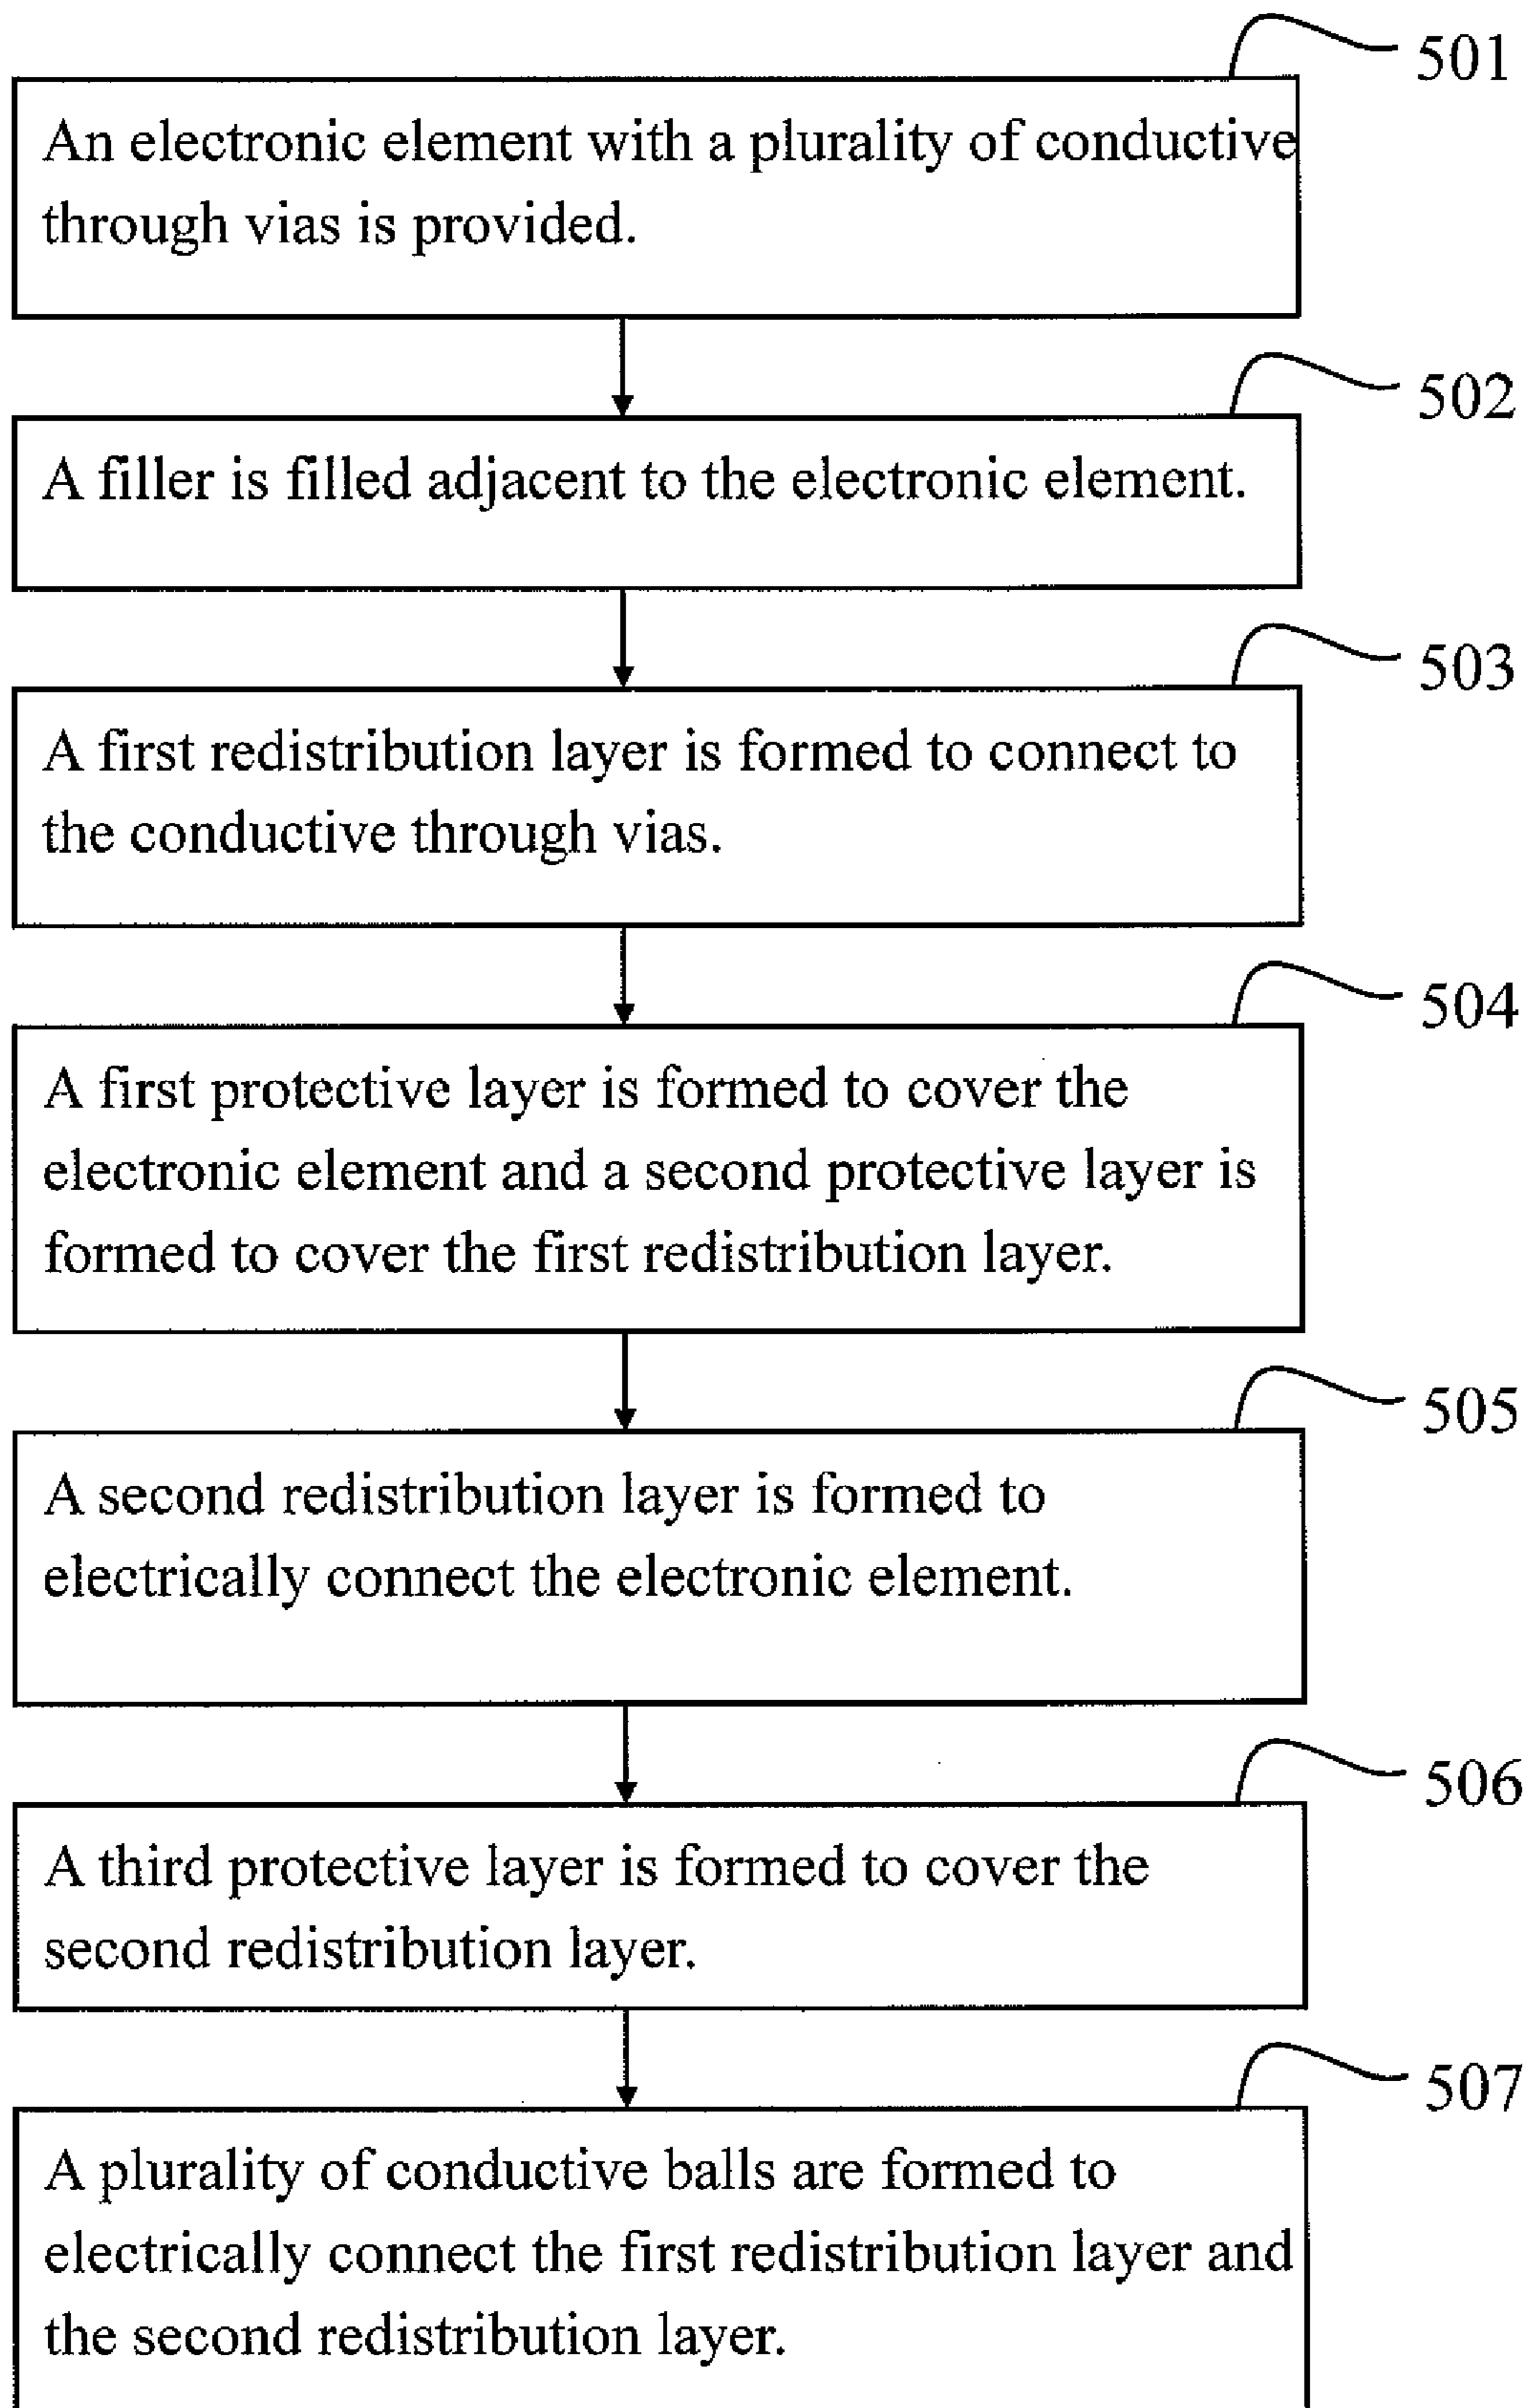 501
An electronic element with a plurality of conductive
through vias is provided.
502
A filler is filled adjacent to the electronic element.
503
A first redistribution layer is formed to connect to
the conductive through vias.
504
A first protective layer is formed to cover the
electronic element and a second protective layer is
formed to cover the first redistribution layer.
505
A second redistribution layer is formed to
electrically connect the electronic element.
506
A third protective layer is formed to cover the
second redistribution layer.
507
A plurality of conductive balls are formed to
electrically connect the first redistribution layer and
the second redistribution layer.